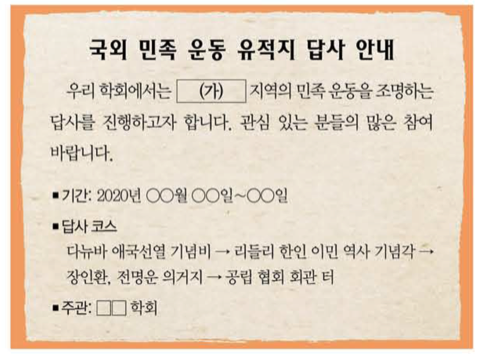 국외 민족 운동 유적지 답사 안내
우리 학회에서는 (가) 지역의 민족 운동을 조명하는
답사를 진행하고자 합니다. 관심 있는 분들의 많은 참여
바랍니다.
■ 기간: 2020년 ○○월 ○○일~○○일
■ 답사 코스
다뉴바 애국선열 기념비 → 리들리 한인 이민 역사 기념각 →
장인환, 전명운 의거지 → 공립 협회 회관 터
■ 주관: □□ 학회